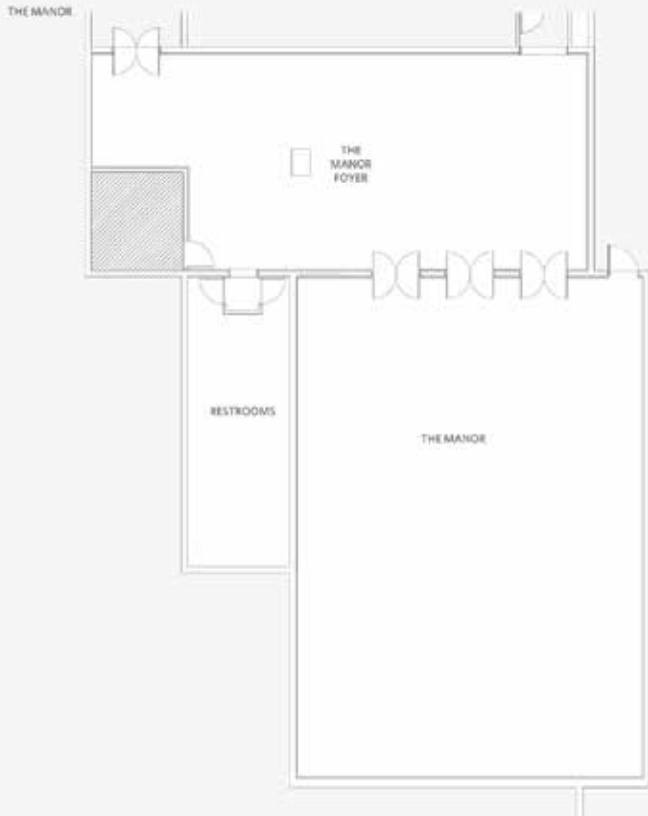 THE MANOR
THE
MANOR
FOYER
RESTROOMS
THE MANOR